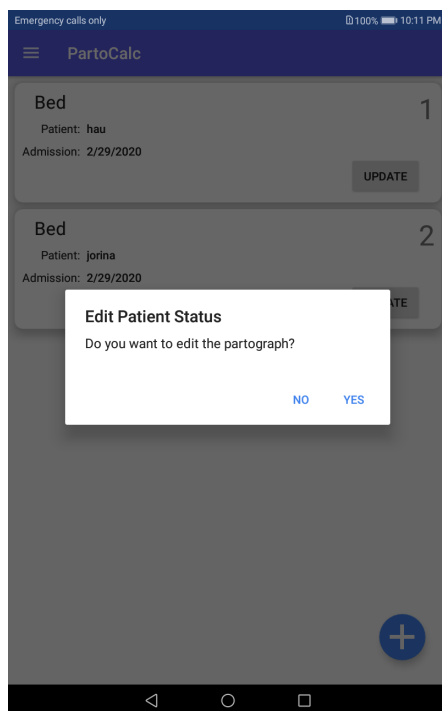 Emergency calls only 100% 10:11 PM
PartoCalc
Bed 1
Patient: hau
Admission: 2/29/2020
UPDATE
Bed 2
Patient: jorina
Admission: 2/29/2020
ATE
Edit Patient Status
Do you want to edit the partograph?
NO YES